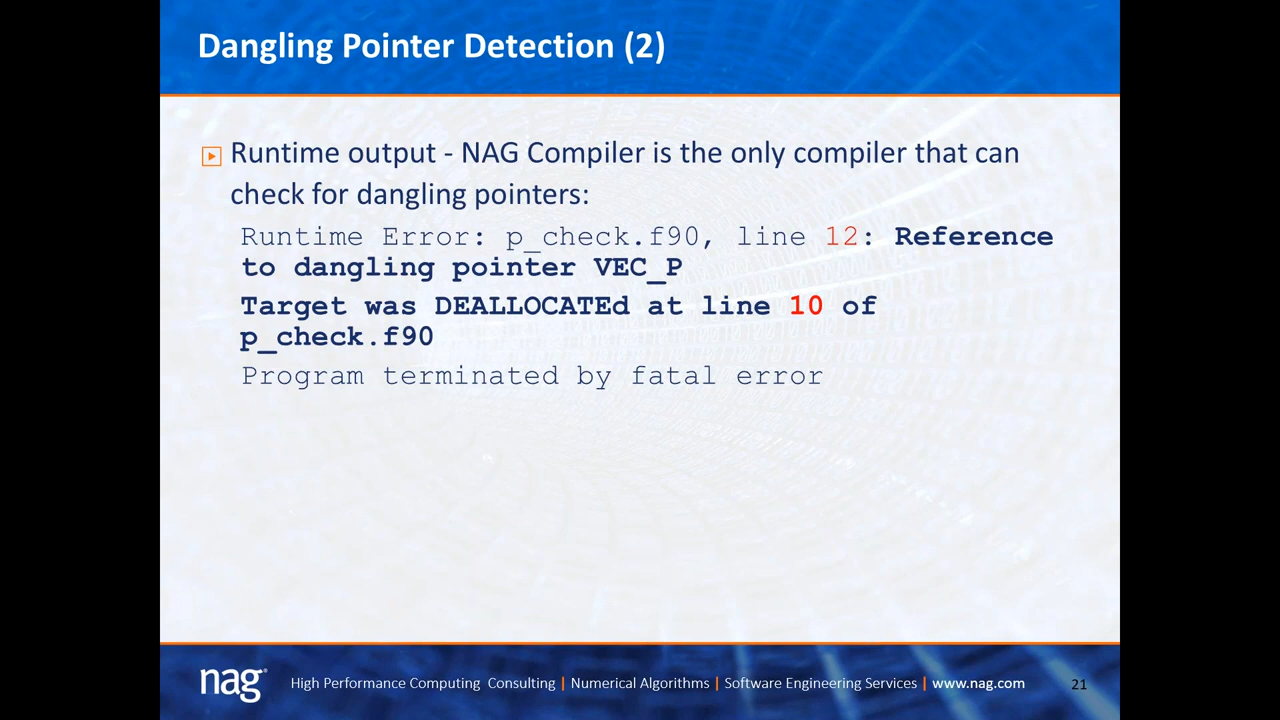 Dangling Pointer Detection (2)
Runtime output - NAG Compiler is the only compiler that can
check for dangling pointers:
Runtime Error: p_check.f90, line 12: Reference
to dangling pointer VEC_P
Target was DEALLOCATEd at line 10 of
p_check.f90
Program terminated by fatal error
nag® High Performance Computing Consulting | Numerical Algorithms | Software Engineering Services | www.nag.com 21